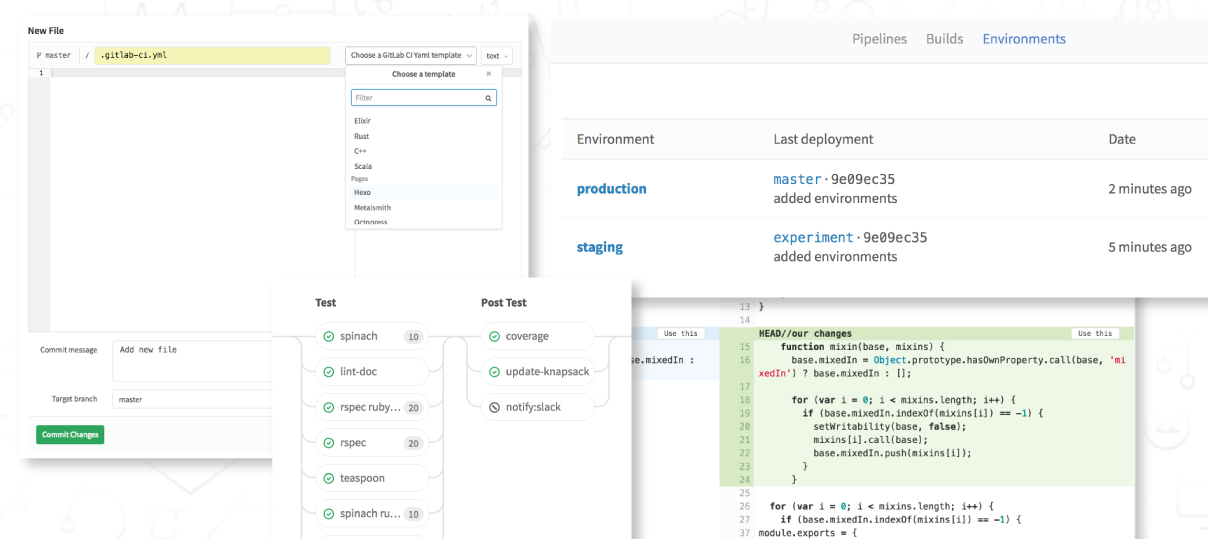 New File
master / .gitlab-ci.yml Choose a GitLab CI Yaml template text
1
Choose a template
Filter
Elixir
Rust
C++
Scala
Pages
Hexo
Metalsmith
Octopress
Commit message Add new file
Target branch master
Commit Changes
Pipelines Builds Environments
Environment Last deployment Date
production master · 9e09ec35 2 minutes ago
added environments
staging experiment · 9e09ec35 5 minutes ago
added environments
Test Post Test
spinach 10 coverage
lint-doc update-knapsack
rspec ruby... 20 notify:slack
rspec 20
teaspoon
spinach ru... 10
Use this
se.mixedIn :
13 }
14
HEAD//our changes Use this
15 function mixin(base, mixins) {
16 base.mixedIn = Object.prototype.hasOwnProperty.call(base, 'mi
xedIn') ? base.mixedIn : [];
17
18 for (var i = 0; i < mixins.length; i++) {
19 if (base.mixedIn.indexOf(mixins[i]) == -1) {
20 setWritability(base, false);
21 mixins[i].call(base);
22 base.mixedIn.push(mixins[i]);
23 }
24 }
25
26 for (var i = 0; i < mixins.length; i++) {
27 if (base.mixedIn.indexOf(mixins[i]) == -1) {
37 module.exports = {